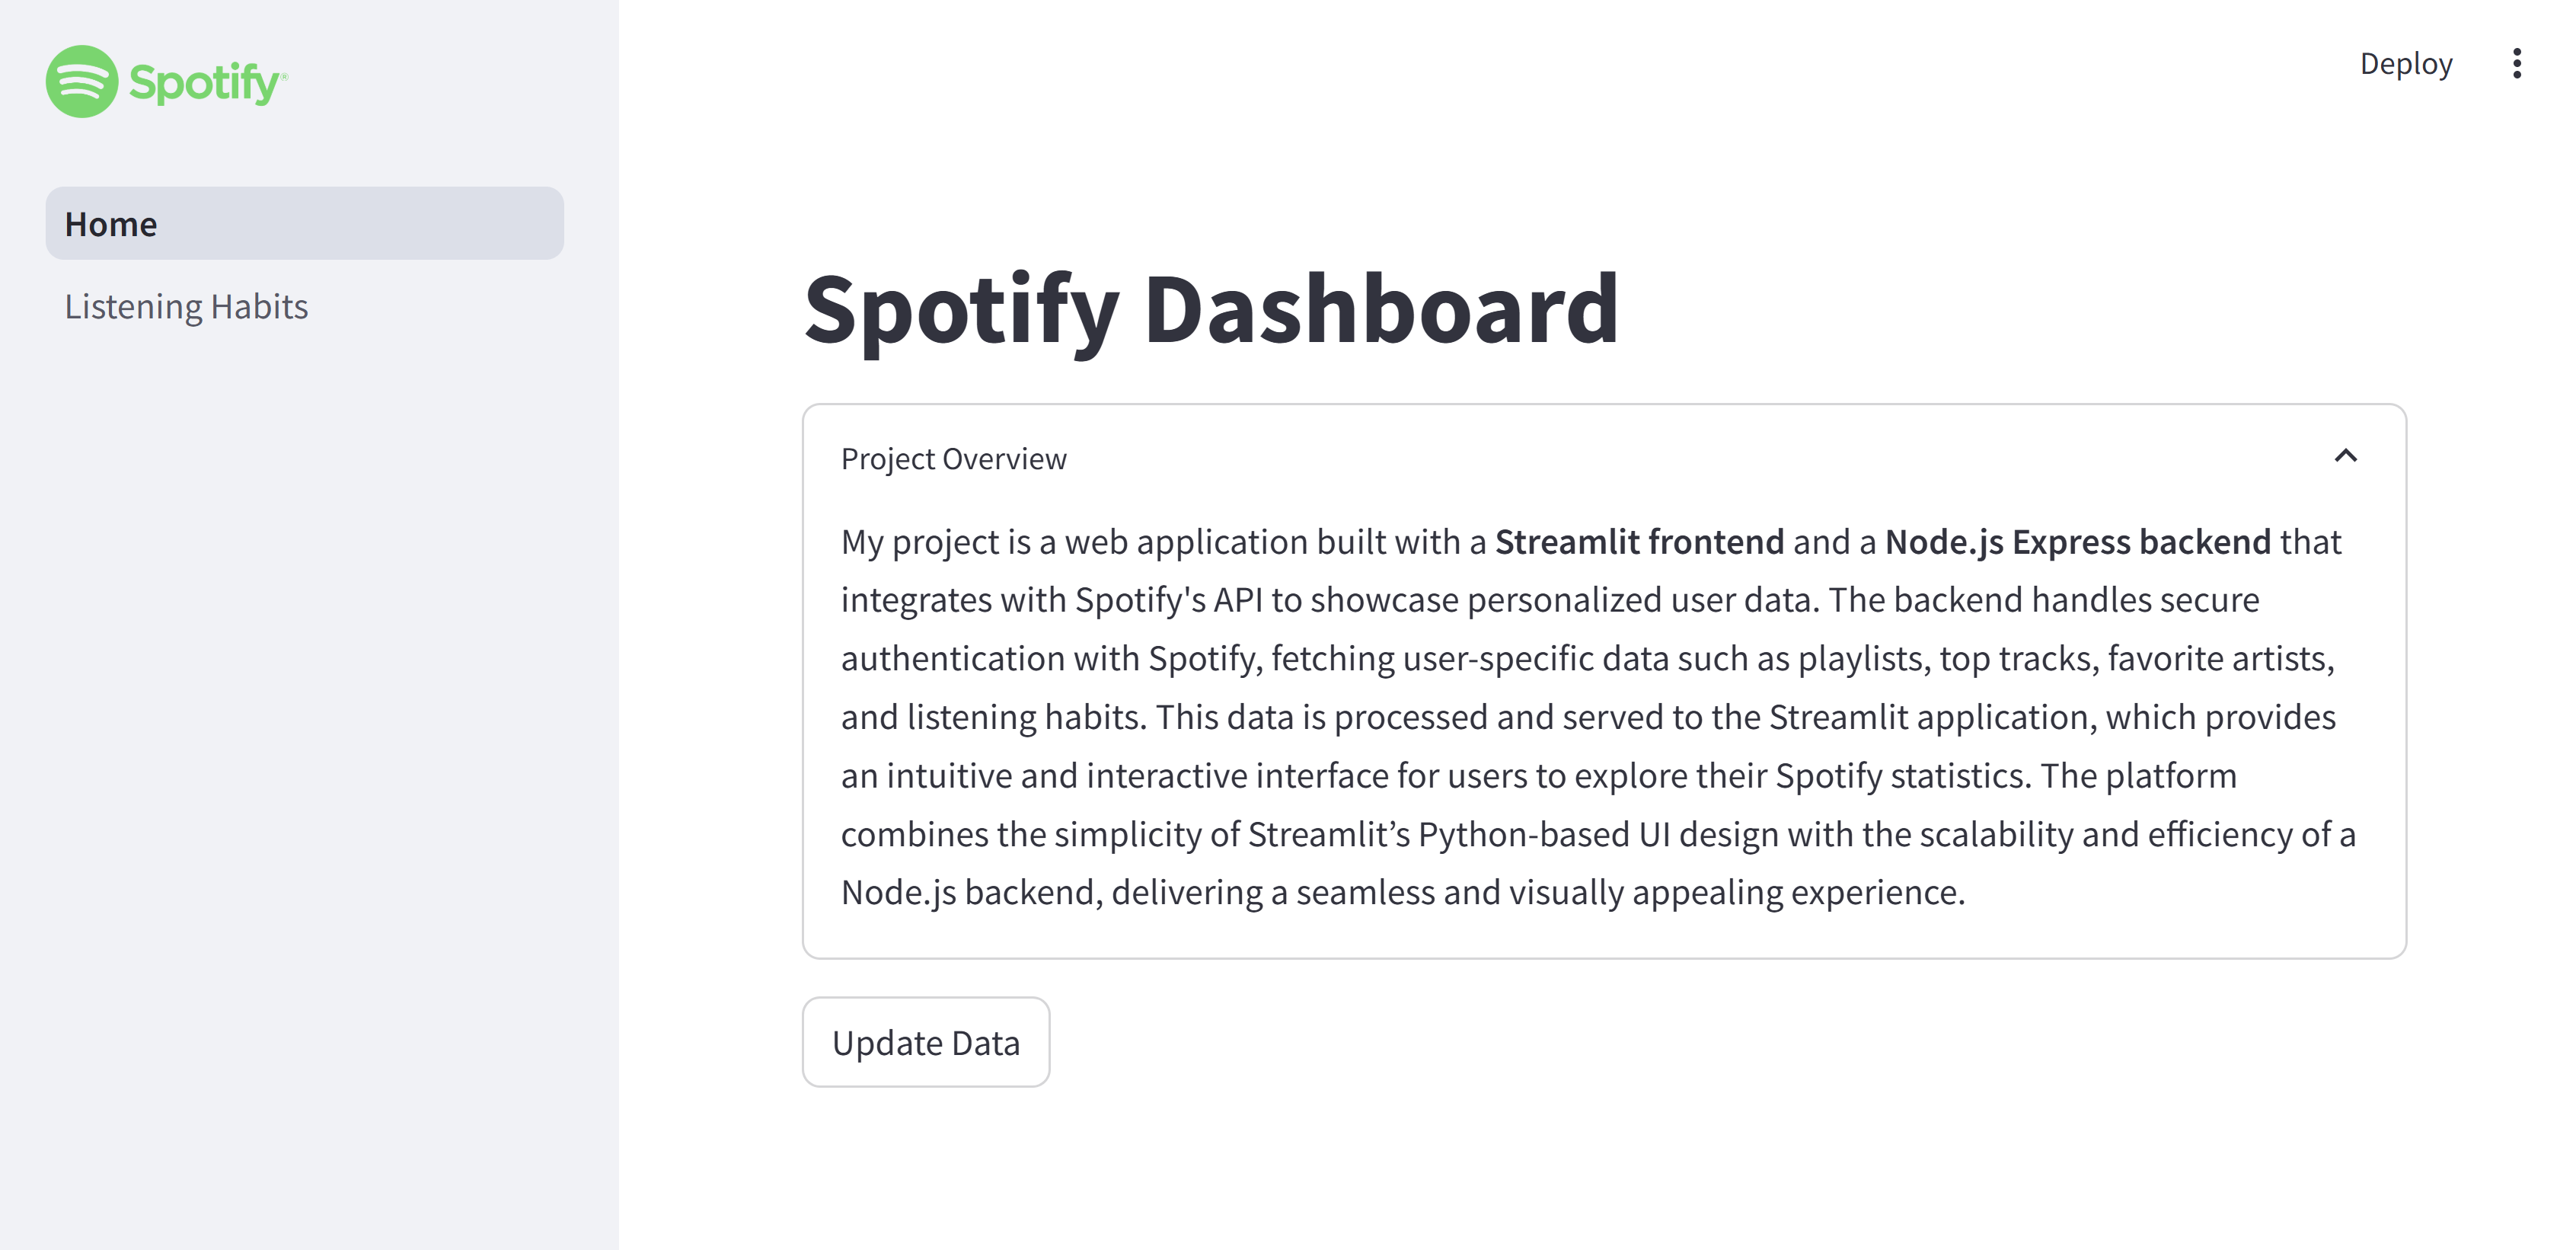 Spotify®
Deploy
Home
Listening Habits
Spotify Dashboard
Project Overview
My project is a web application built with a Streamlit frontend and a Node.js Express backend that
integrates with Spotify's API to showcase personalized user data. The backend handles secure
authentication with Spotify, fetching user-specific data such as playlists, top tracks, favorite artists,
and listening habits. This data is processed and served to the Streamlit application, which provides
an intuitive and interactive interface for users to explore their Spotify statistics. The platform
combines the simplicity of Streamlit’s Python-based UI design with the scalability and efficiency of a
Node.js backend, delivering a seamless and visually appealing experience.
Update Data